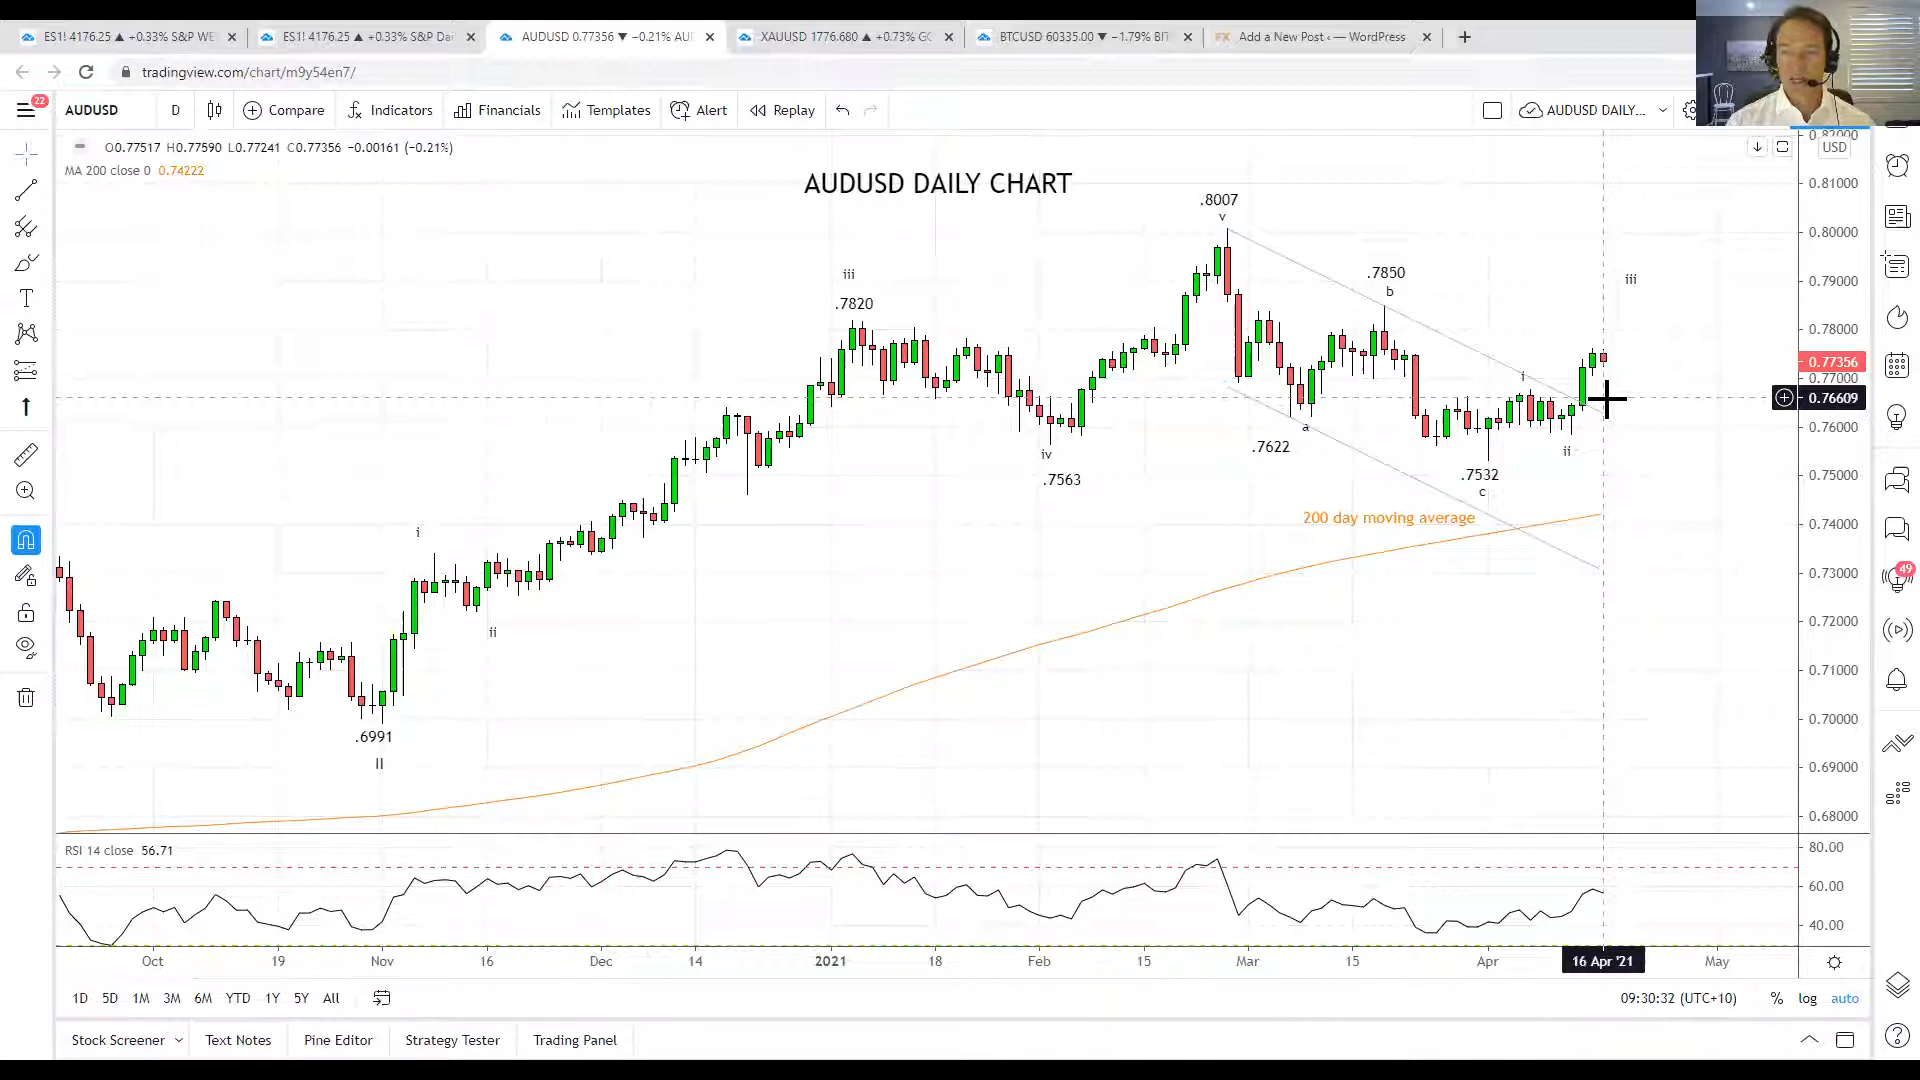 ES1! 4176.25 ▲ +0.33% S&P WE
ES1! 4176.25 ▲ +0.33% S&P Dai
AUDUSD 0.77356 ▼ −0.21% AU
XAUUSD 1776.680 ▲ +0.73% GO
BTCUSD 60335.00 ▼ −1.79% BIT
FX Add a New Post ‹ — WordPress
tradingview.com/chart/m9y54en7/
22
AUDUSD D Compare Indicators Financials Templates Alert Replay AUDUSD DAILY...
O0.77517 H0.77590 L0.77241 C0.77356 −0.00161 (−0.21%)
MA 200 close 0 0.74222
AUDUSD DAILY CHART
USD
0.82000
0.81000
0.80000
0.79000
0.78000
0.77356
0.77000
0.76609
0.76000
0.75000
0.74000
0.73000
0.72000
0.71000
0.70000
0.69000
0.68000
.8007
v
iii
.7820
.7850
b
iii
i
a
.7622
iv
.7563
ii
.7532
c
200 day moving average
i
ii
.6991
II
49
RSI 14 close 56.71
80.00
60.00
40.00
Oct 19 Nov 16 Dec 14 2021 18 Feb 15 Mar 15 Apr 16 Apr '21 May
1D 5D 1M 3M 6M YTD 1Y 5Y All
09:30:32 (UTC+10) % log auto
Stock Screener Text Notes Pine Editor Strategy Tester Trading Panel